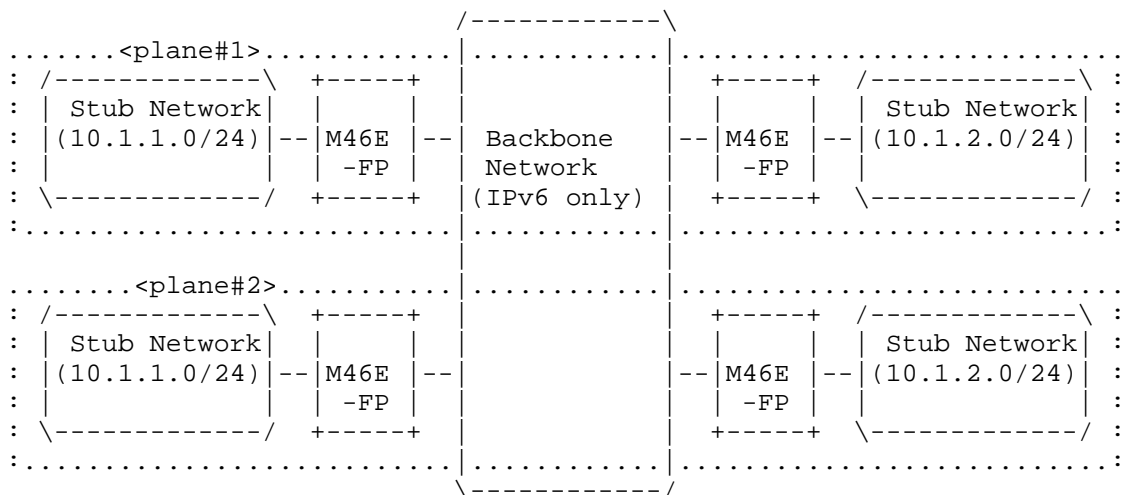 <plane#1>
Stub Network Stub Network
(10.1.1.0/24) M46E Backbone M46E (10.1.2.0/24)
-FP Network -FP
(IPv6 only)
<plane#2>
Stub Network Stub Network
(10.1.1.0/24) M46E M46E (10.1.2.0/24)
-FP -FP